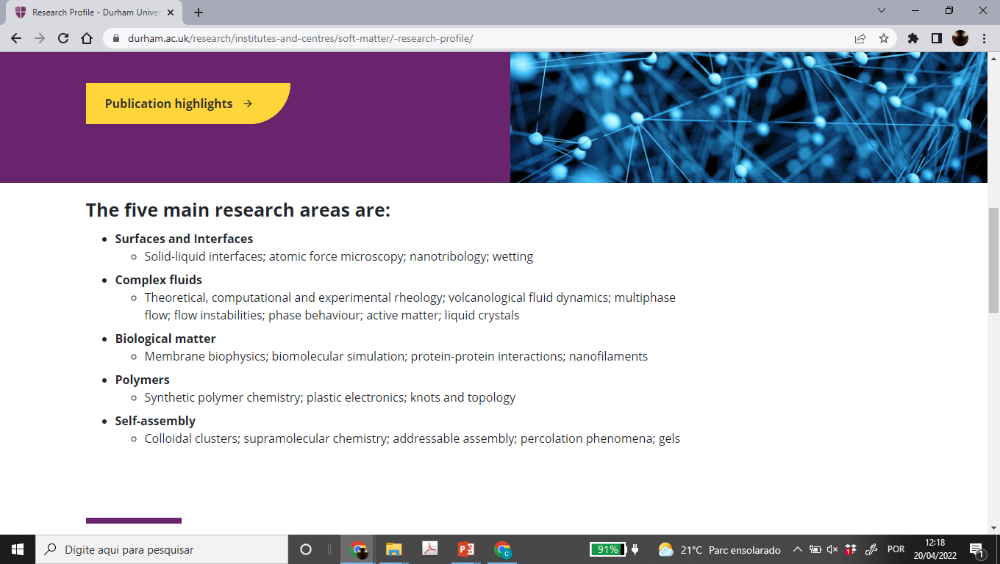 Research Profile - Durham Univer
durham.ac.uk/research/institutes-and-centres/soft-matter/-research-profile/
Publication highlights →
The five main research areas are:
• Surfaces and Interfaces
○ Solid-liquid interfaces; atomic force microscopy; nanotribology; wetting
• Complex fluids
○ Theoretical, computational and experimental rheology; volcanological fluid dynamics; multiphase
flow; flow instabilities; phase behaviour; active matter; liquid crystals
• Biological matter
○ Membrane biophysics; biomolecular simulation; protein-protein interactions; nanofilaments
• Polymers
○ Synthetic polymer chemistry; plastic electronics; knots and topology
• Self-assembly
○ Colloidal clusters; supramolecular chemistry; addressable assembly; percolation phenomena; gels
Digite aqui para pesquisar
C
91%
21°C Parc ensolarado
1
POR
12:18
20/04/2022
1